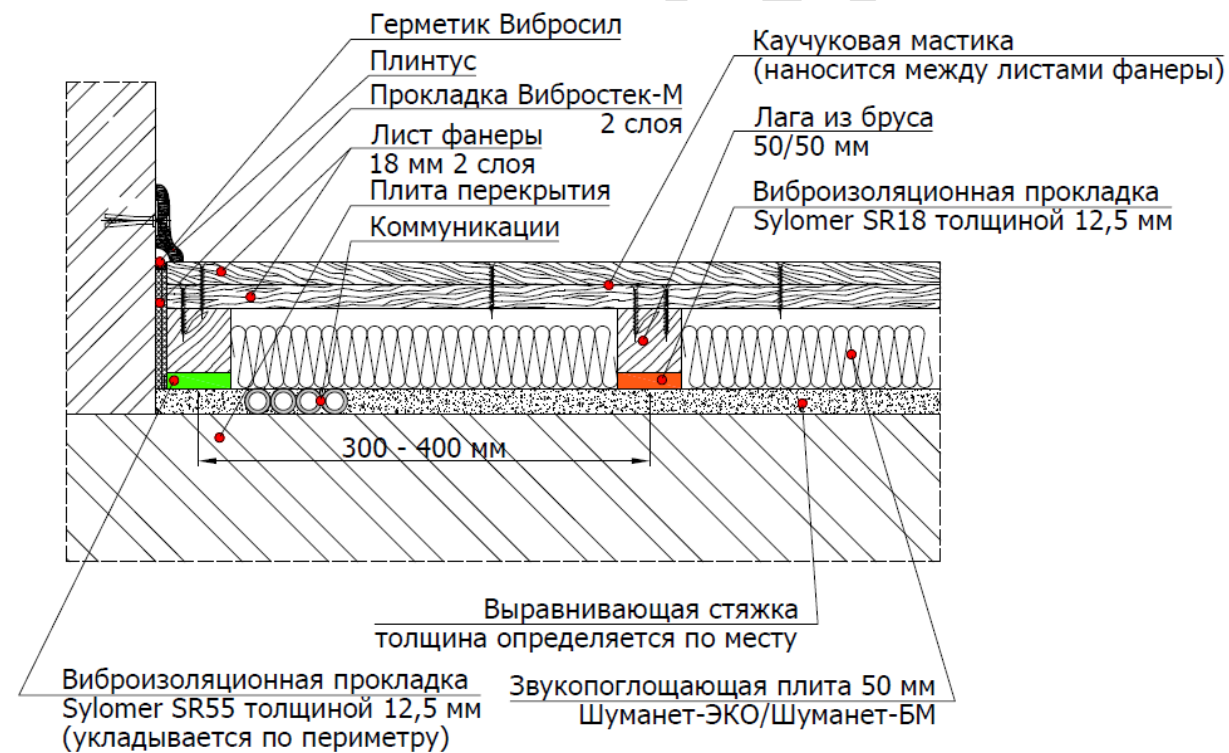 Герметик Вибросил
Плинтус
Прокладка Вибростек-М
2 слоя
Лист фанеры
18 мм 2 слоя
Плита перекрытия
Коммуникации
Каучуковая мастика
(наносится между листами фанеры)
Лага из бруса
50/50 мм
Виброизоляционная прокладка
Sylomer SR18 толщиной 12,5 мм
300 - 400 мм
Выравнивающая стяжка
толщина определяется по месту
Виброизоляционная прокладка
Sylomer SR55 толщиной 12,5 мм
(укладывается по периметру)
Звукопоглощающая плита 50 мм
Шуманет-ЭКО/Шуманет-БМ